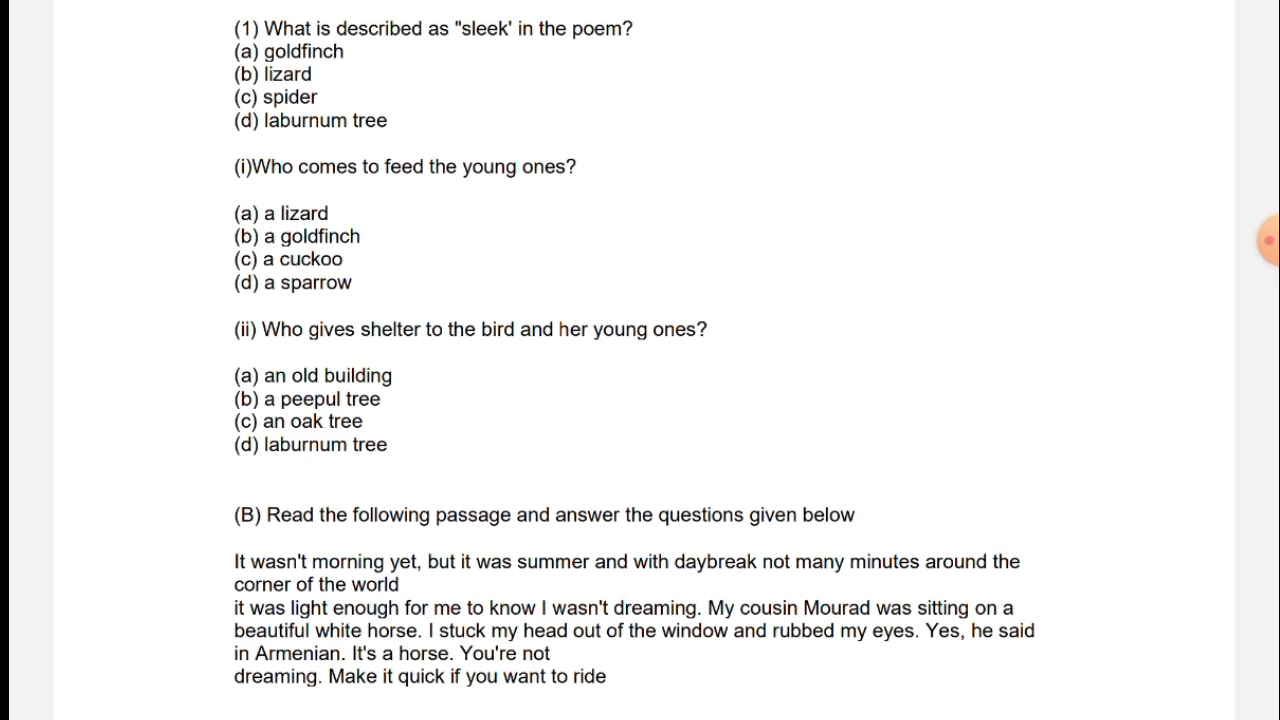 (1) What is described as "sleek' in the poem?
(a) goldfinch
(b) lizard
(c) spider
(d) laburnum tree
(i)Who comes to feed the young ones?
(a) a lizard
(b) a goldfinch
(c) a cuckoo
(d) a sparrow
(ii) Who gives shelter to the bird and her young ones?
(a) an old building
(b) a peepul tree
(c) an oak tree
(d) laburnum tree
(B) Read the following passage and answer the questions given below
It wasn't morning yet, but it was summer and with daybreak not many minutes around the
corner of the world
it was light enough for me to know I wasn't dreaming. My cousin Mourad was sitting on a
beautiful white horse. I stuck my head out of the window and rubbed my eyes. Yes, he said
in Armenian. It's a horse. You're not
dreaming. Make it quick if you want to ride